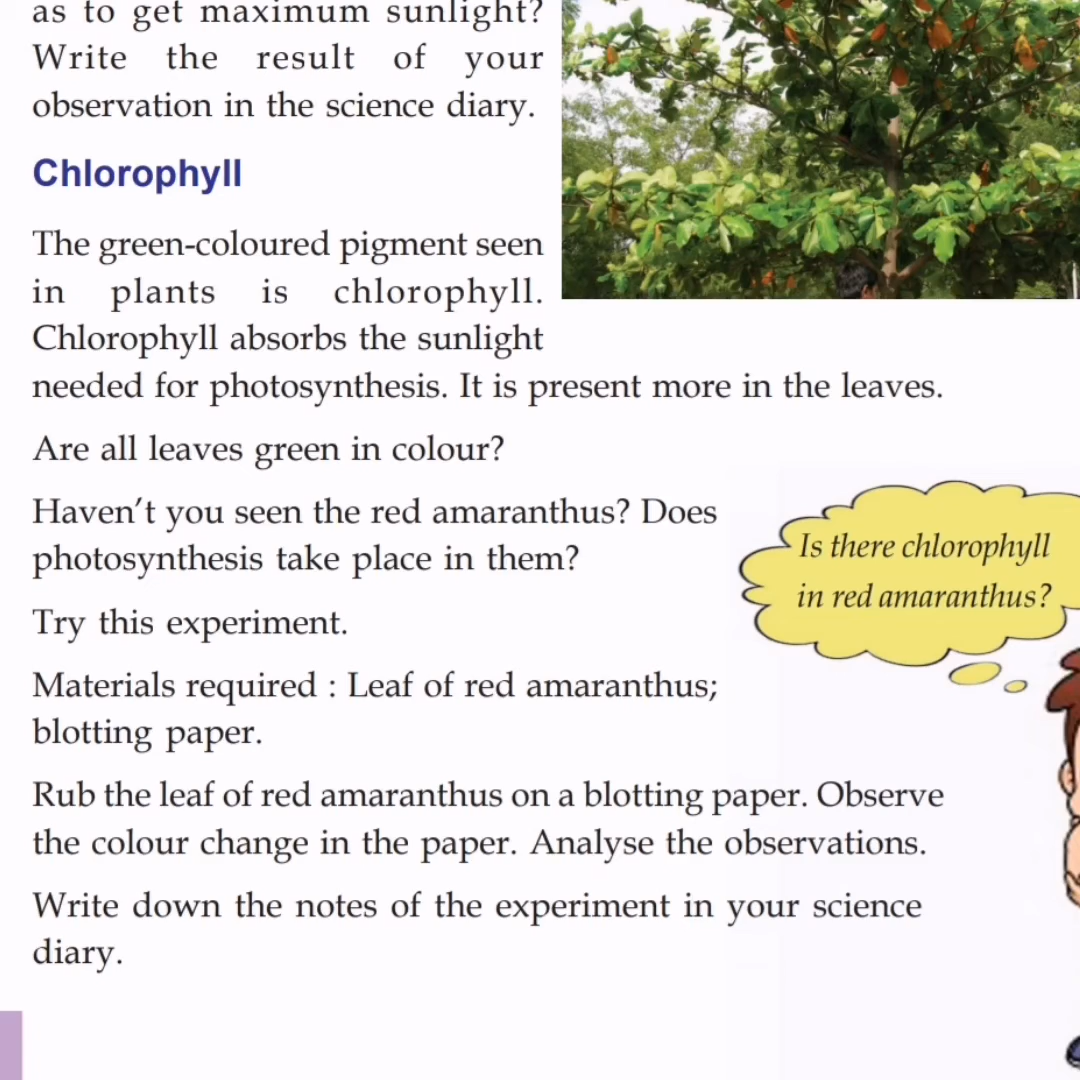 as to get maximum sunlight?
Write the result of your
observation in the science diary.
Chlorophyll
The green-coloured pigment seen
in plants is chlorophyll.
Chlorophyll absorbs the sunlight
needed for photosynthesis. It is present more in the leaves.
Are all leaves green in colour?
Haven't you seen the red amaranthus? Does
photosynthesis take place in them?
Is there chlorophyll
in red amaranthus?
Try this experiment.
Materials required : Leaf of red amaranthus;
blotting paper.
Rub the leaf of red amaranthus on a blotting paper. Observe
the colour change in the paper. Analyse the observations.
Write down the notes of the experiment in your science
diary.